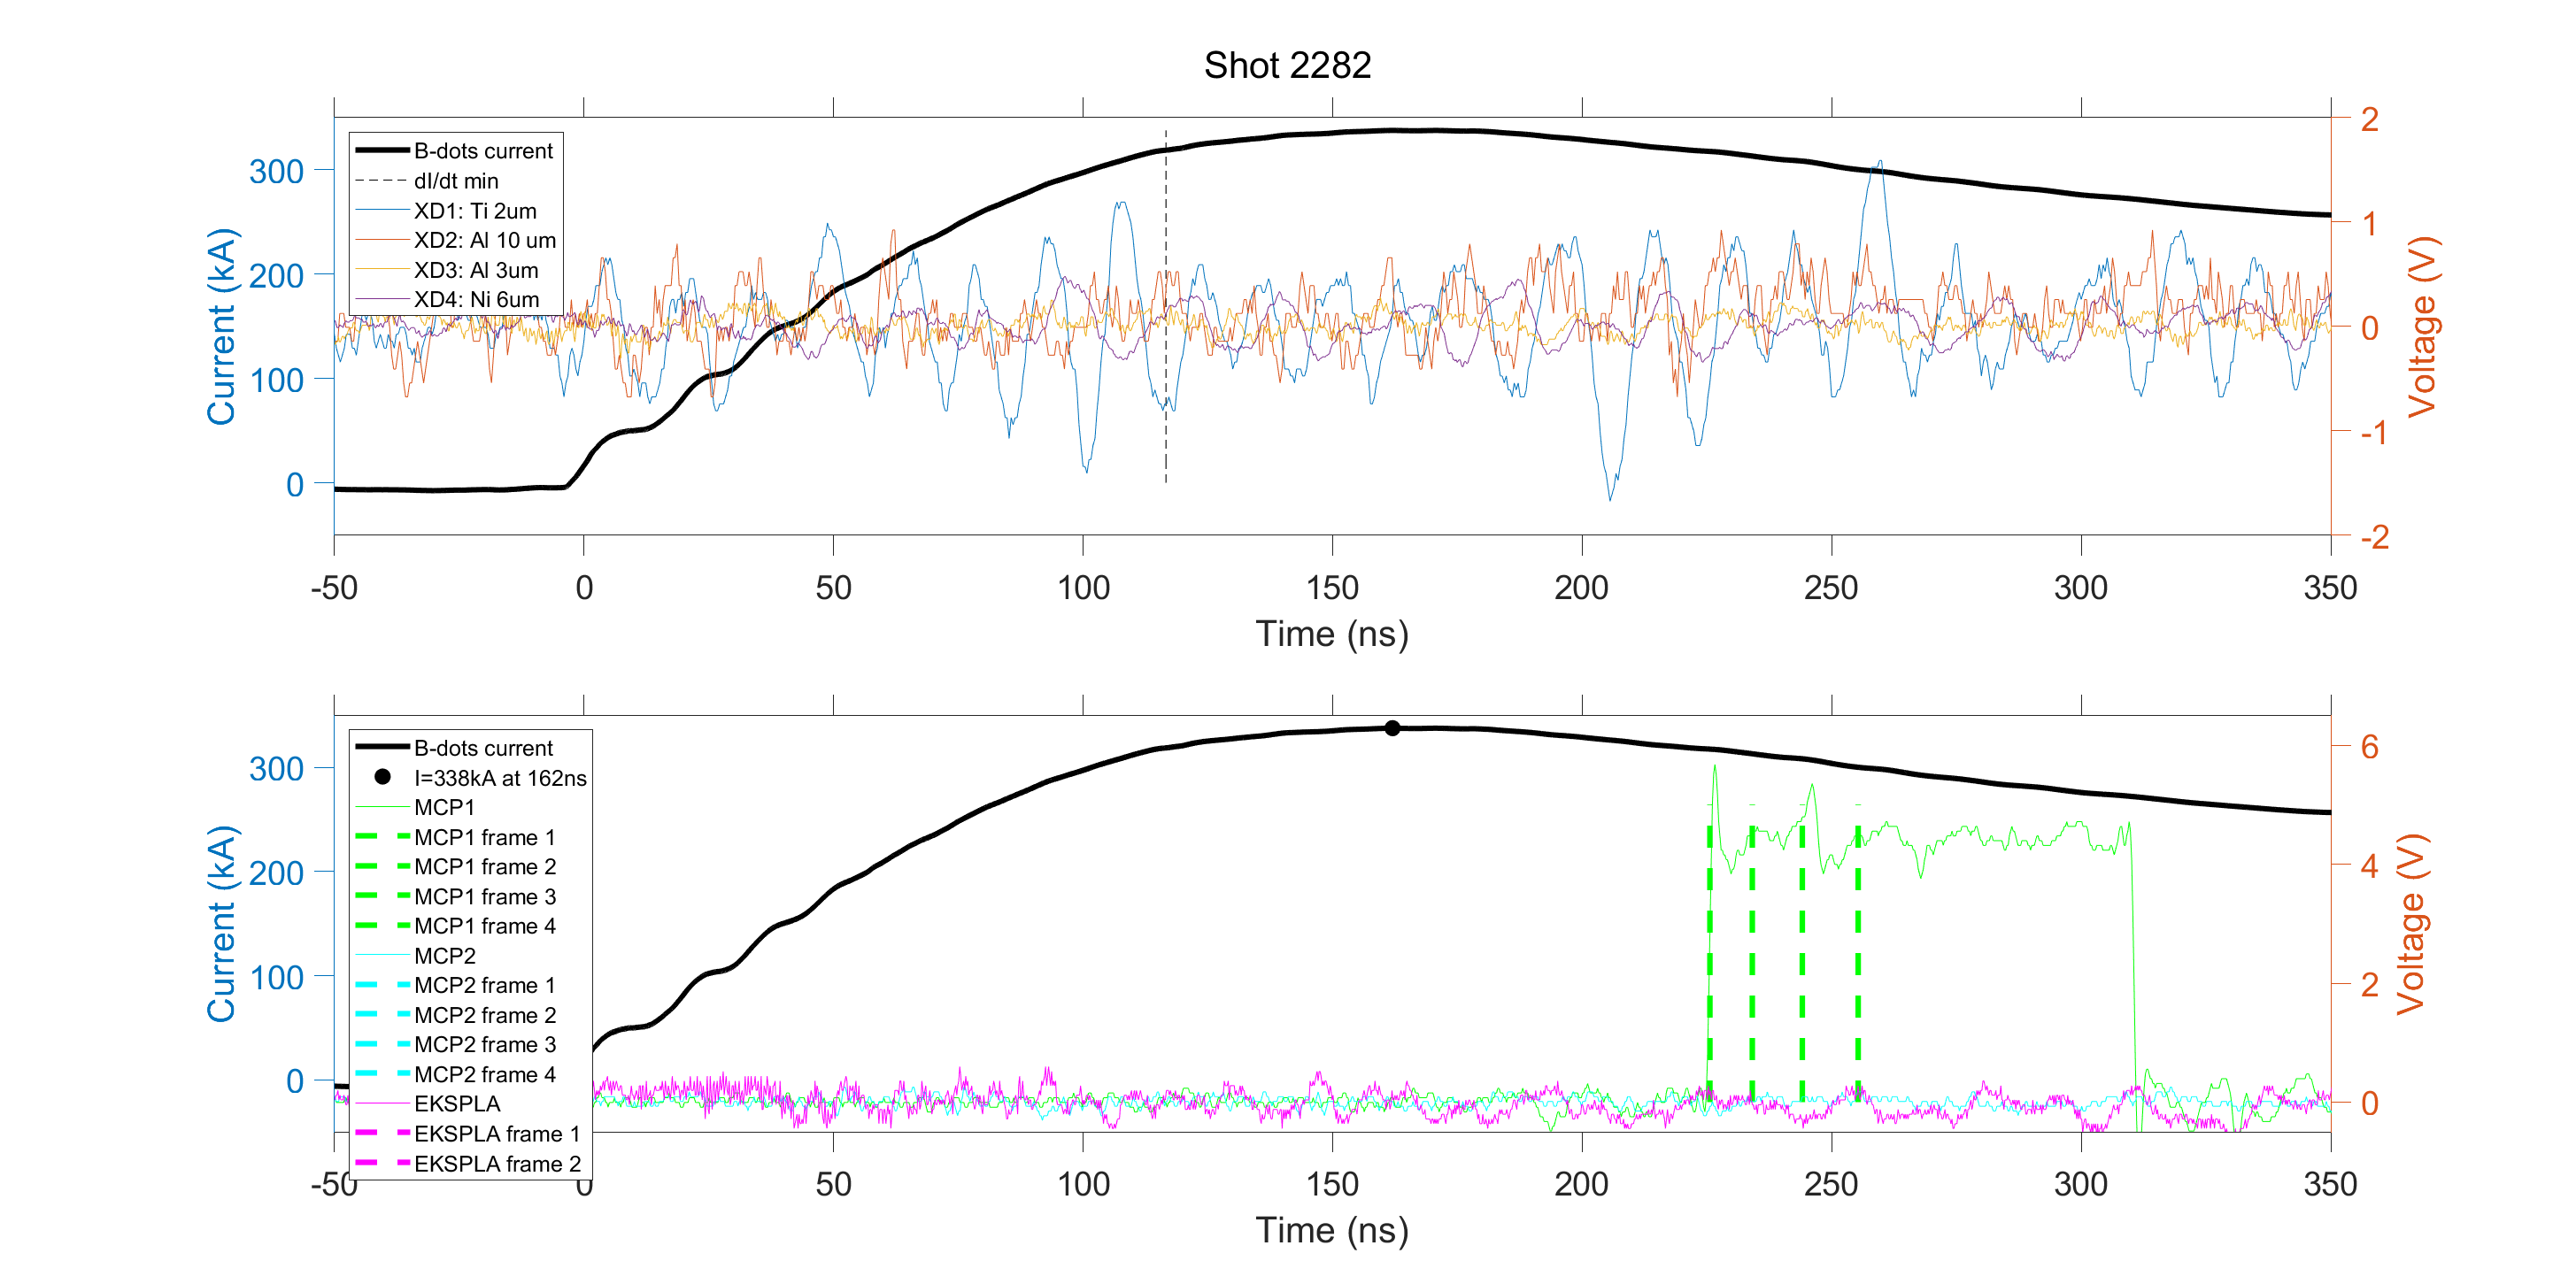 Shot 2282
B-dots current
dI/dt min
XD1: Ti 2um
XD2: Al 10 um
XD3: Al 3um
XD4: Ni 6um
Current (kA)
300
200
100
0
2
1
0
-1
-2
Voltage (V)
-50 0 50 100 150 200 250 300 350
Time (ns)
B-dots current
I=338kA at 162ns
MCP1
MCP1 frame 1
MCP1 frame 2
MCP1 frame 3
MCP1 frame 4
MCP2
MCP2 frame 1
MCP2 frame 2
MCP2 frame 3
MCP2 frame 4
EKSPLA
EKSPLA frame 1
EKSPLA frame 2
Current (kA)
300
200
100
0
6
4
2
0
Voltage (V)
-50 0 50 100 150 200 250 300 350
Time (ns)